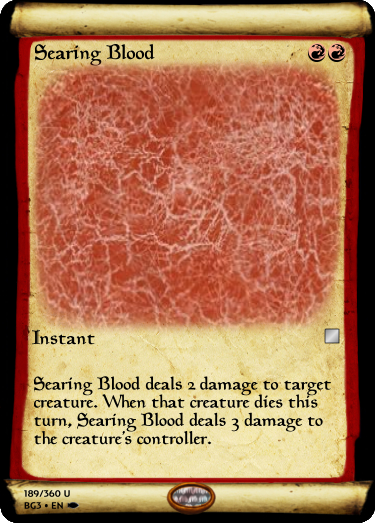 Searing Blood
Instant
Searing Blood deals 2 damage to target
creature. When that creature dies this
turn, Searing Blood deals 3 damage to
the creature's controller.
189/360 U
BG3 • EN